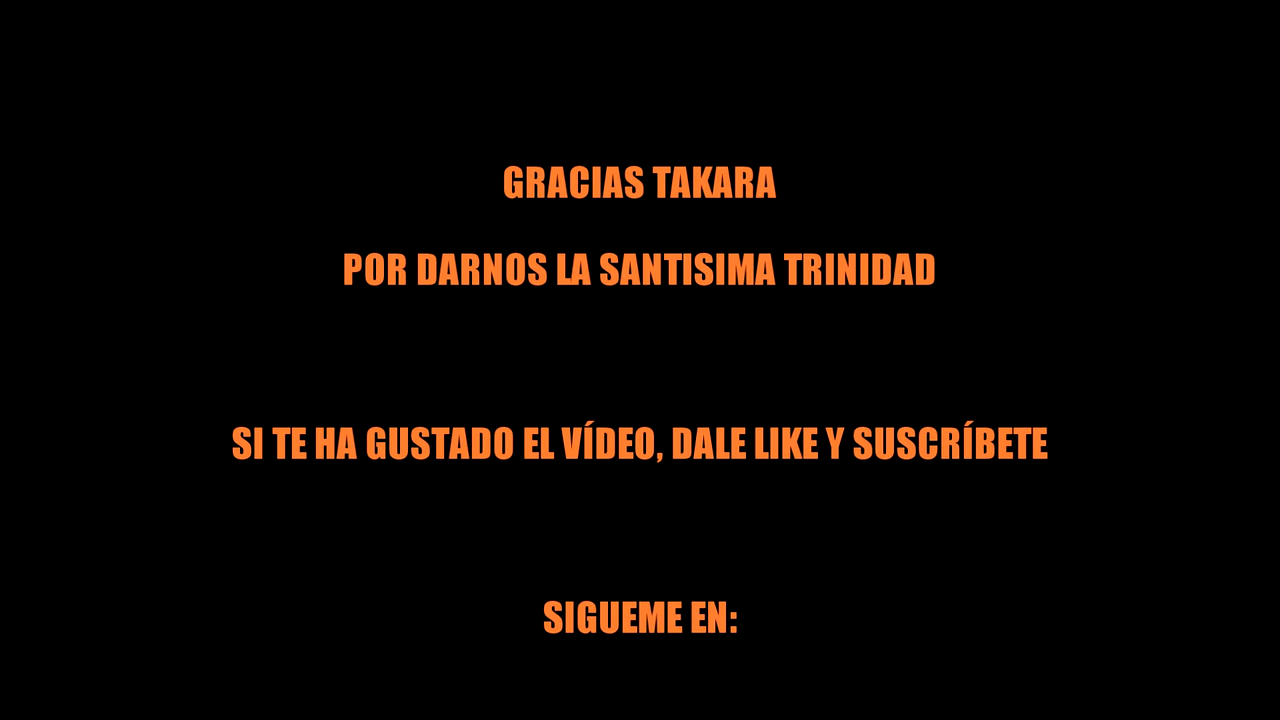 GRACIAS TAKARA
POR DARNOS LA SANTISIMA TRINIDAD
SI TE HA GUSTADO EL VÍDEO, DALE LIKE Y SUSCRÍBETE
SIGUEME EN: